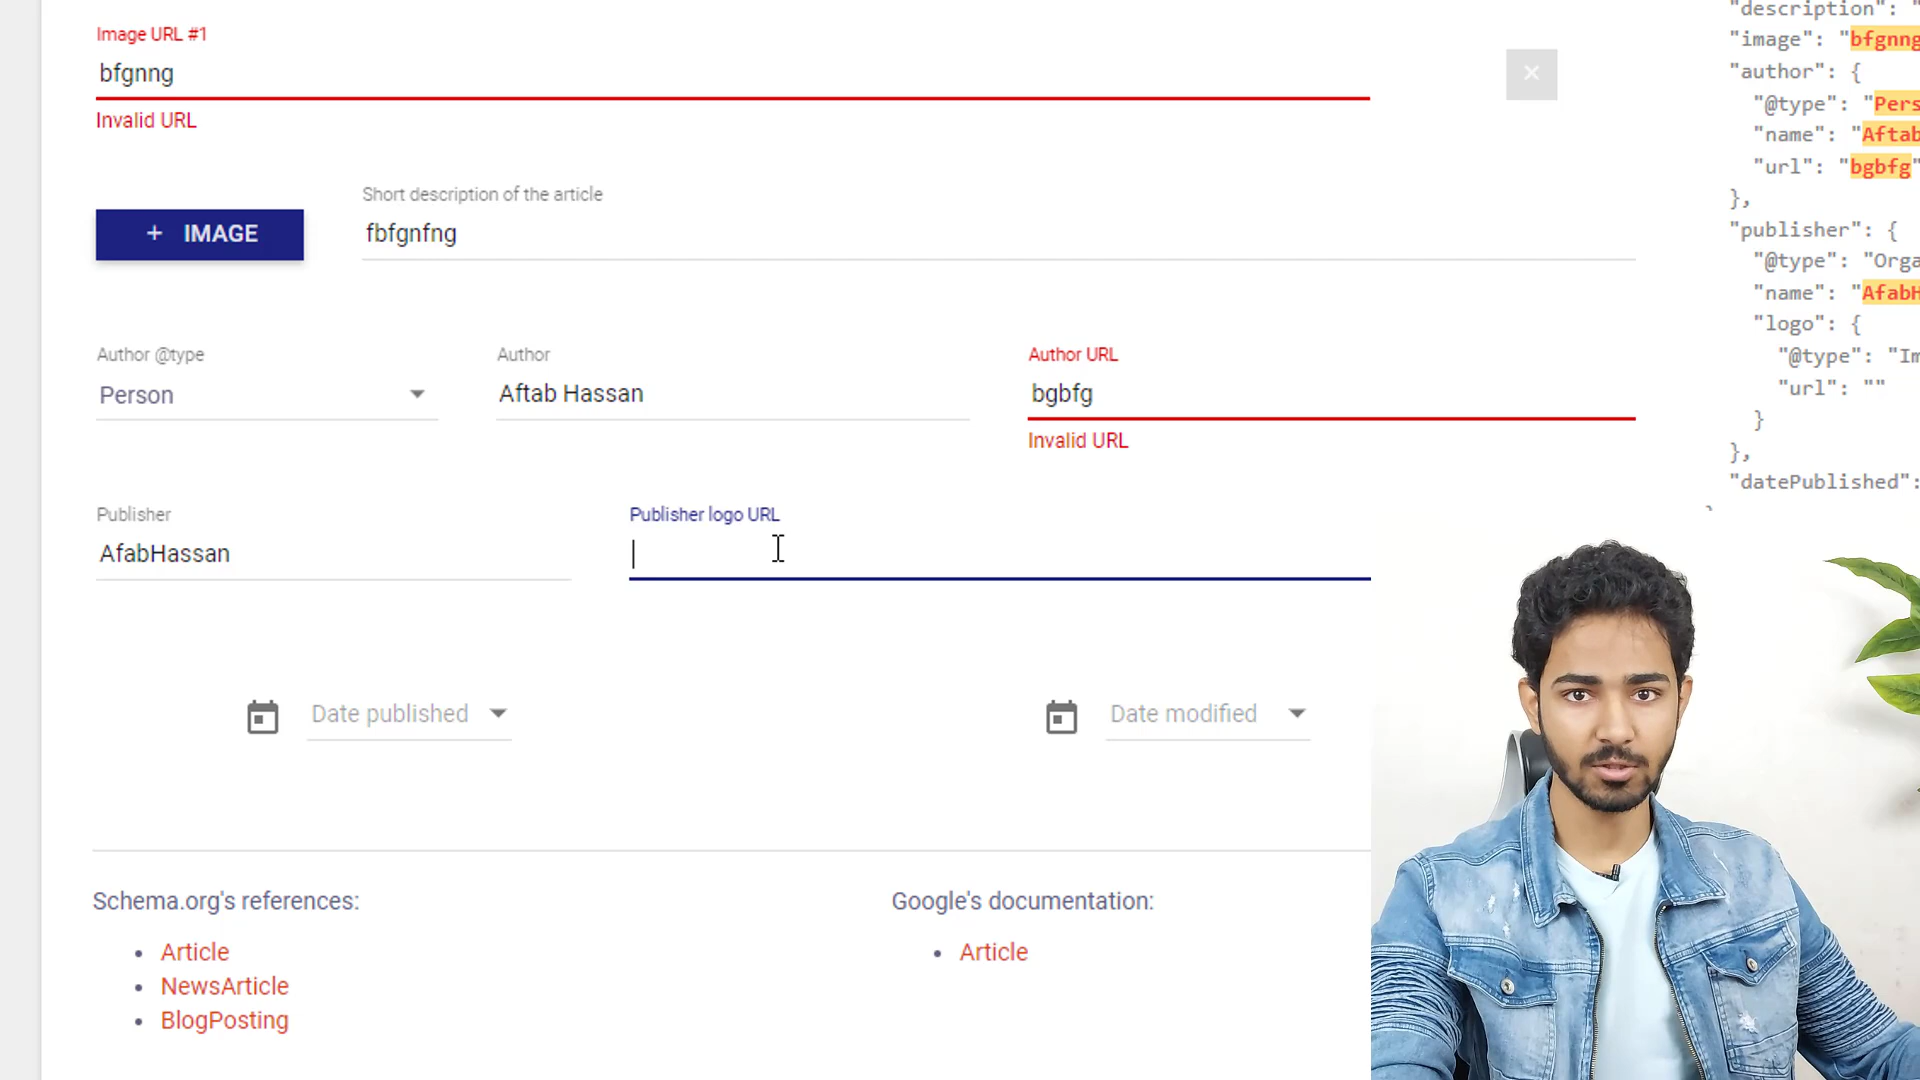 Image URL #1
bfgnng
Invalid URL
+ IMAGE
Short description of the article
fbfgnfng
Author @type
Person
Author
Aftab Hassan
Author URL
bgbfg
Invalid URL
Publisher
AfabHassan
Publisher logo URL
Date published
Date modified
Schema.org's references:
Article
NewsArticle
BlogPosting
Google's documentation:
Article
"description": "
"image": "bfgnng
"author": {
"@type": "Pers
"name": "Aftab
"url": "bgbfg"
},
"publisher": {
"@type": "Orga
"name": "AfabH
"logo": {
"@type": "Im
"url": ""
}
},
"datePublished":